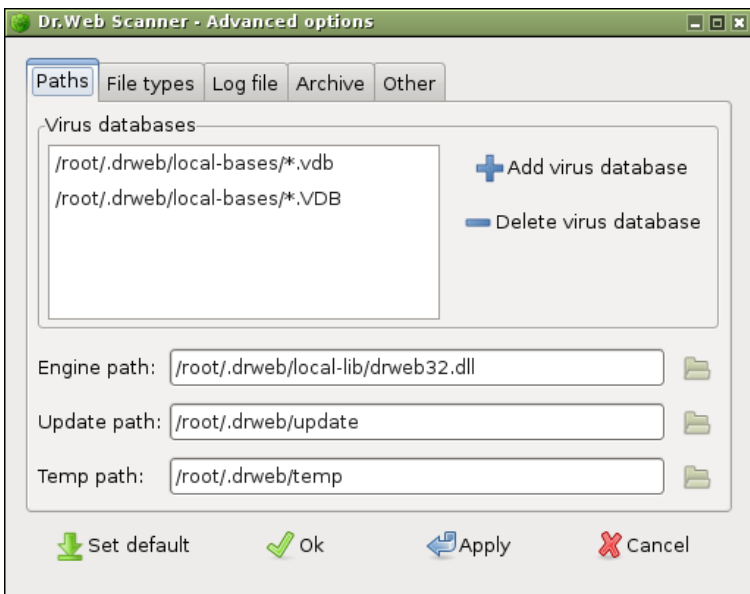 Dr.Web Scanner - Advanced options
Paths File types Log file Archive Other
Virus databases
/root/.drweb/local-bases/*.vdb
/root/.drweb/local-bases/*.VDB
Add virus database
Delete virus database
Engine path: /root/.drweb/local-lib/drweb32.dll
Update path: /root/.drweb/update
Temp path: /root/.drweb/temp
Set default Ok Apply Cancel